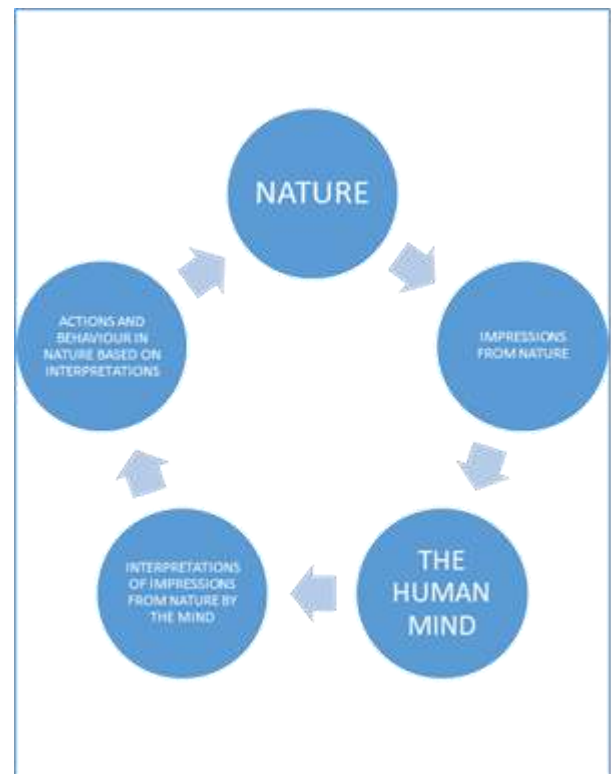 NATURE
IMPRESSIONS
FROM NATURE
THE
HUMAN
MIND
INTERPRETATIONS
OF IMPRESSIONS
FROM NATURE BY
THE MIND
ACTIONS AND
BEHAVIOUR IN
NATURE BASED ON
INTERPRETATIONS